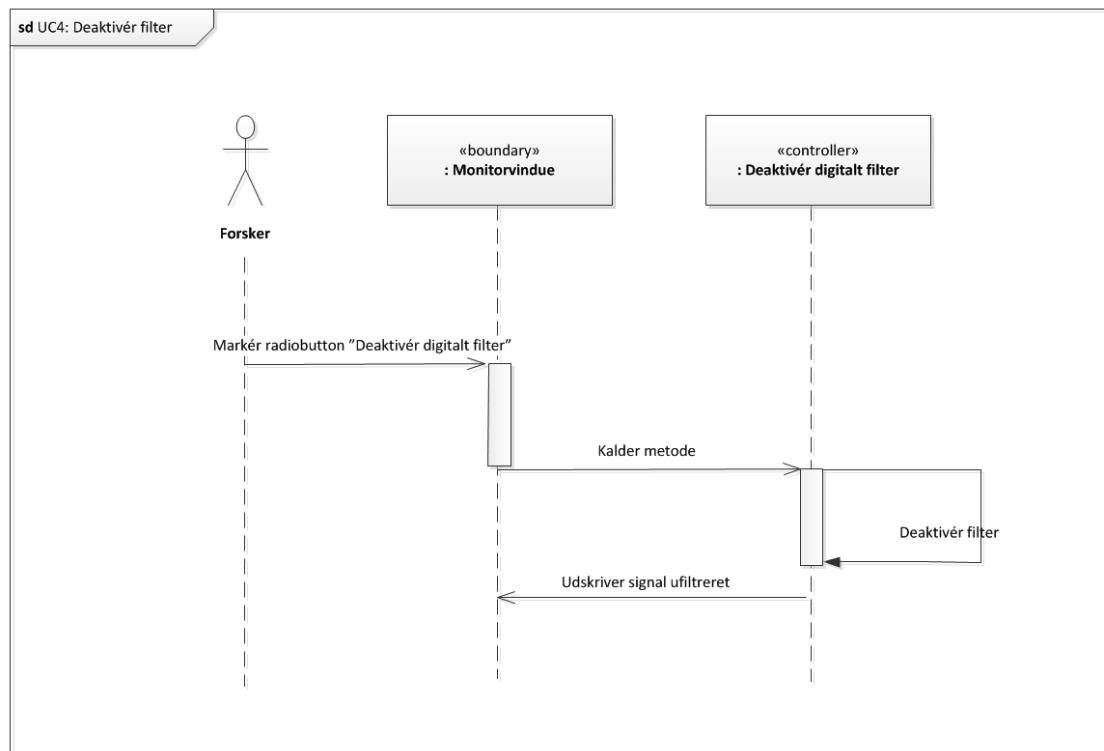 sd UC4: Deaktivér filter
«boundary»
: Monitorvindue
«controller»
: Deaktivér digitalt filter
Forsker
Markér radiobutton ”Deaktivér digitalt filter”
Kalder metode
Deaktivér filter
Udskriver signal ufiltreret